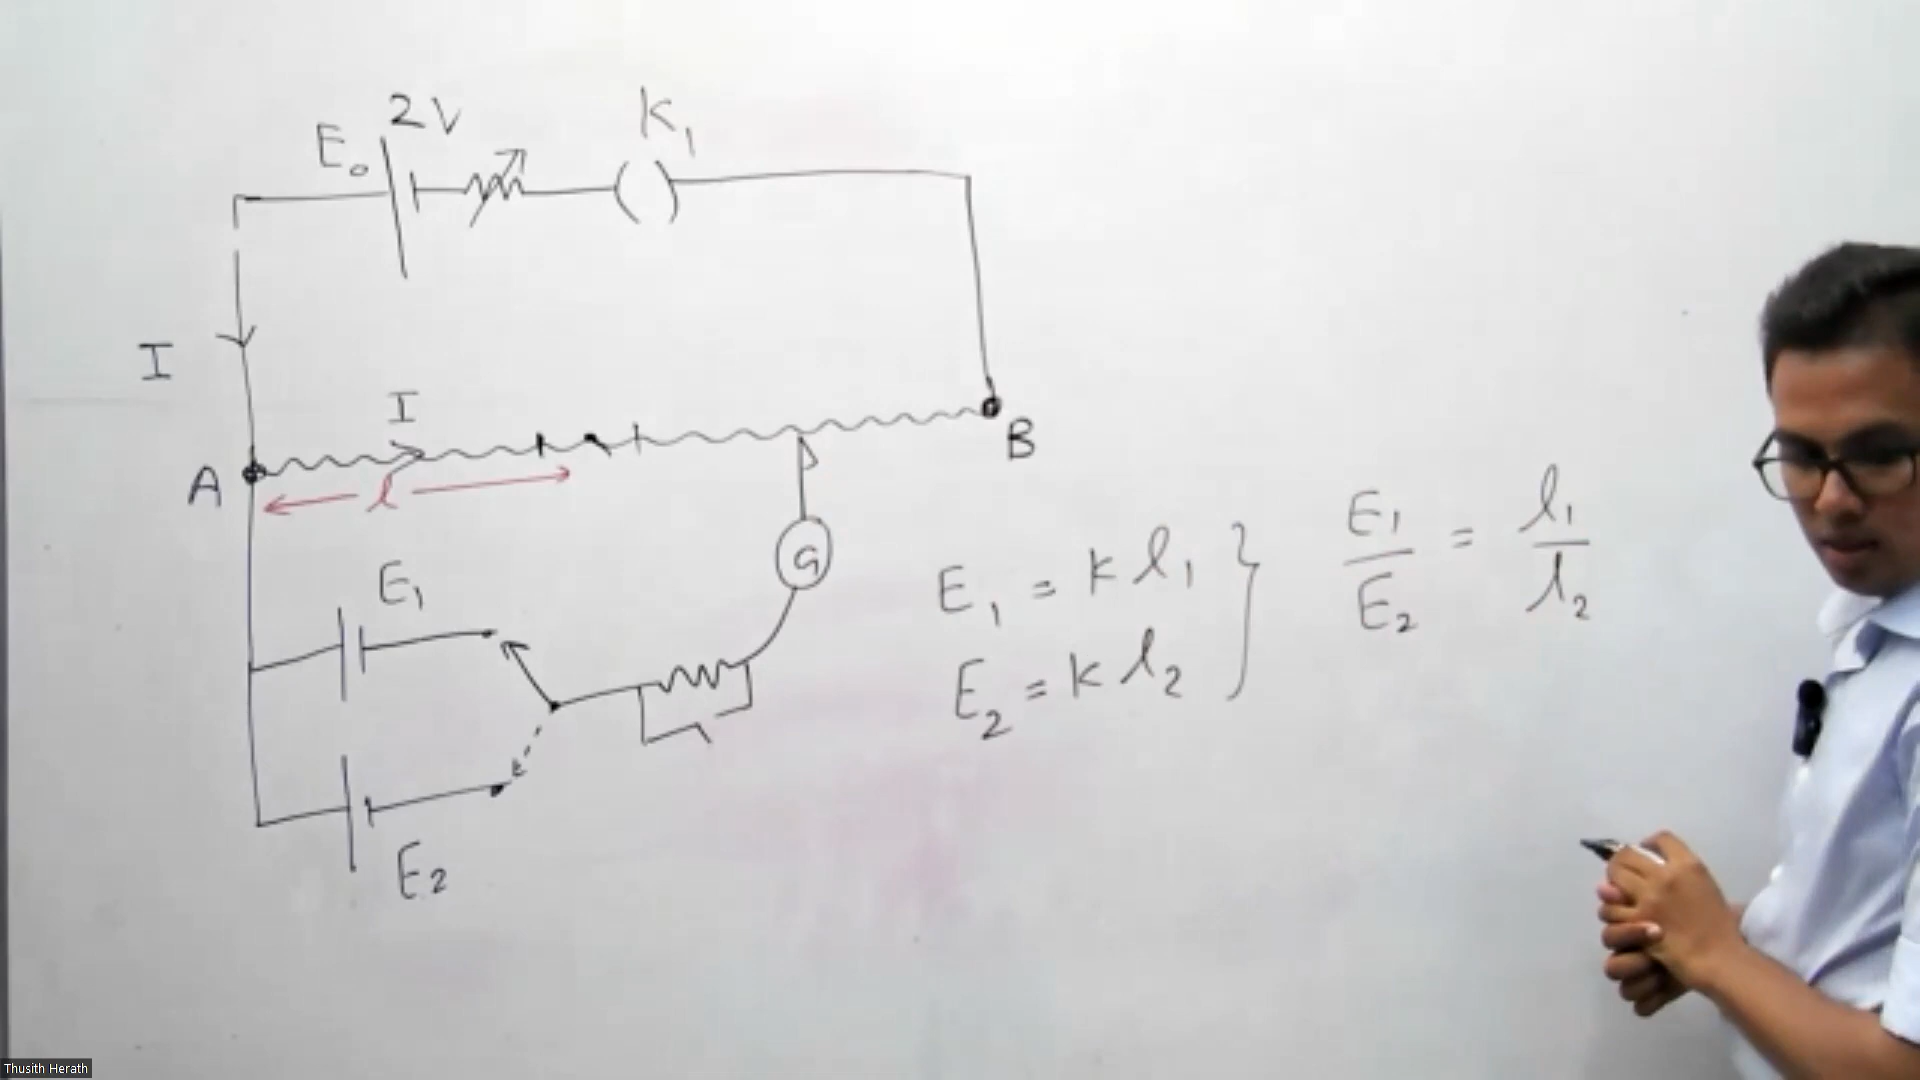 2V
E₀
K₁
I
I
A
B
l
E₁
G
E₁ = k l₁
E₂ = k l₂
E₁/E₂ = l₁/l₂
E₂
Thusith Herath